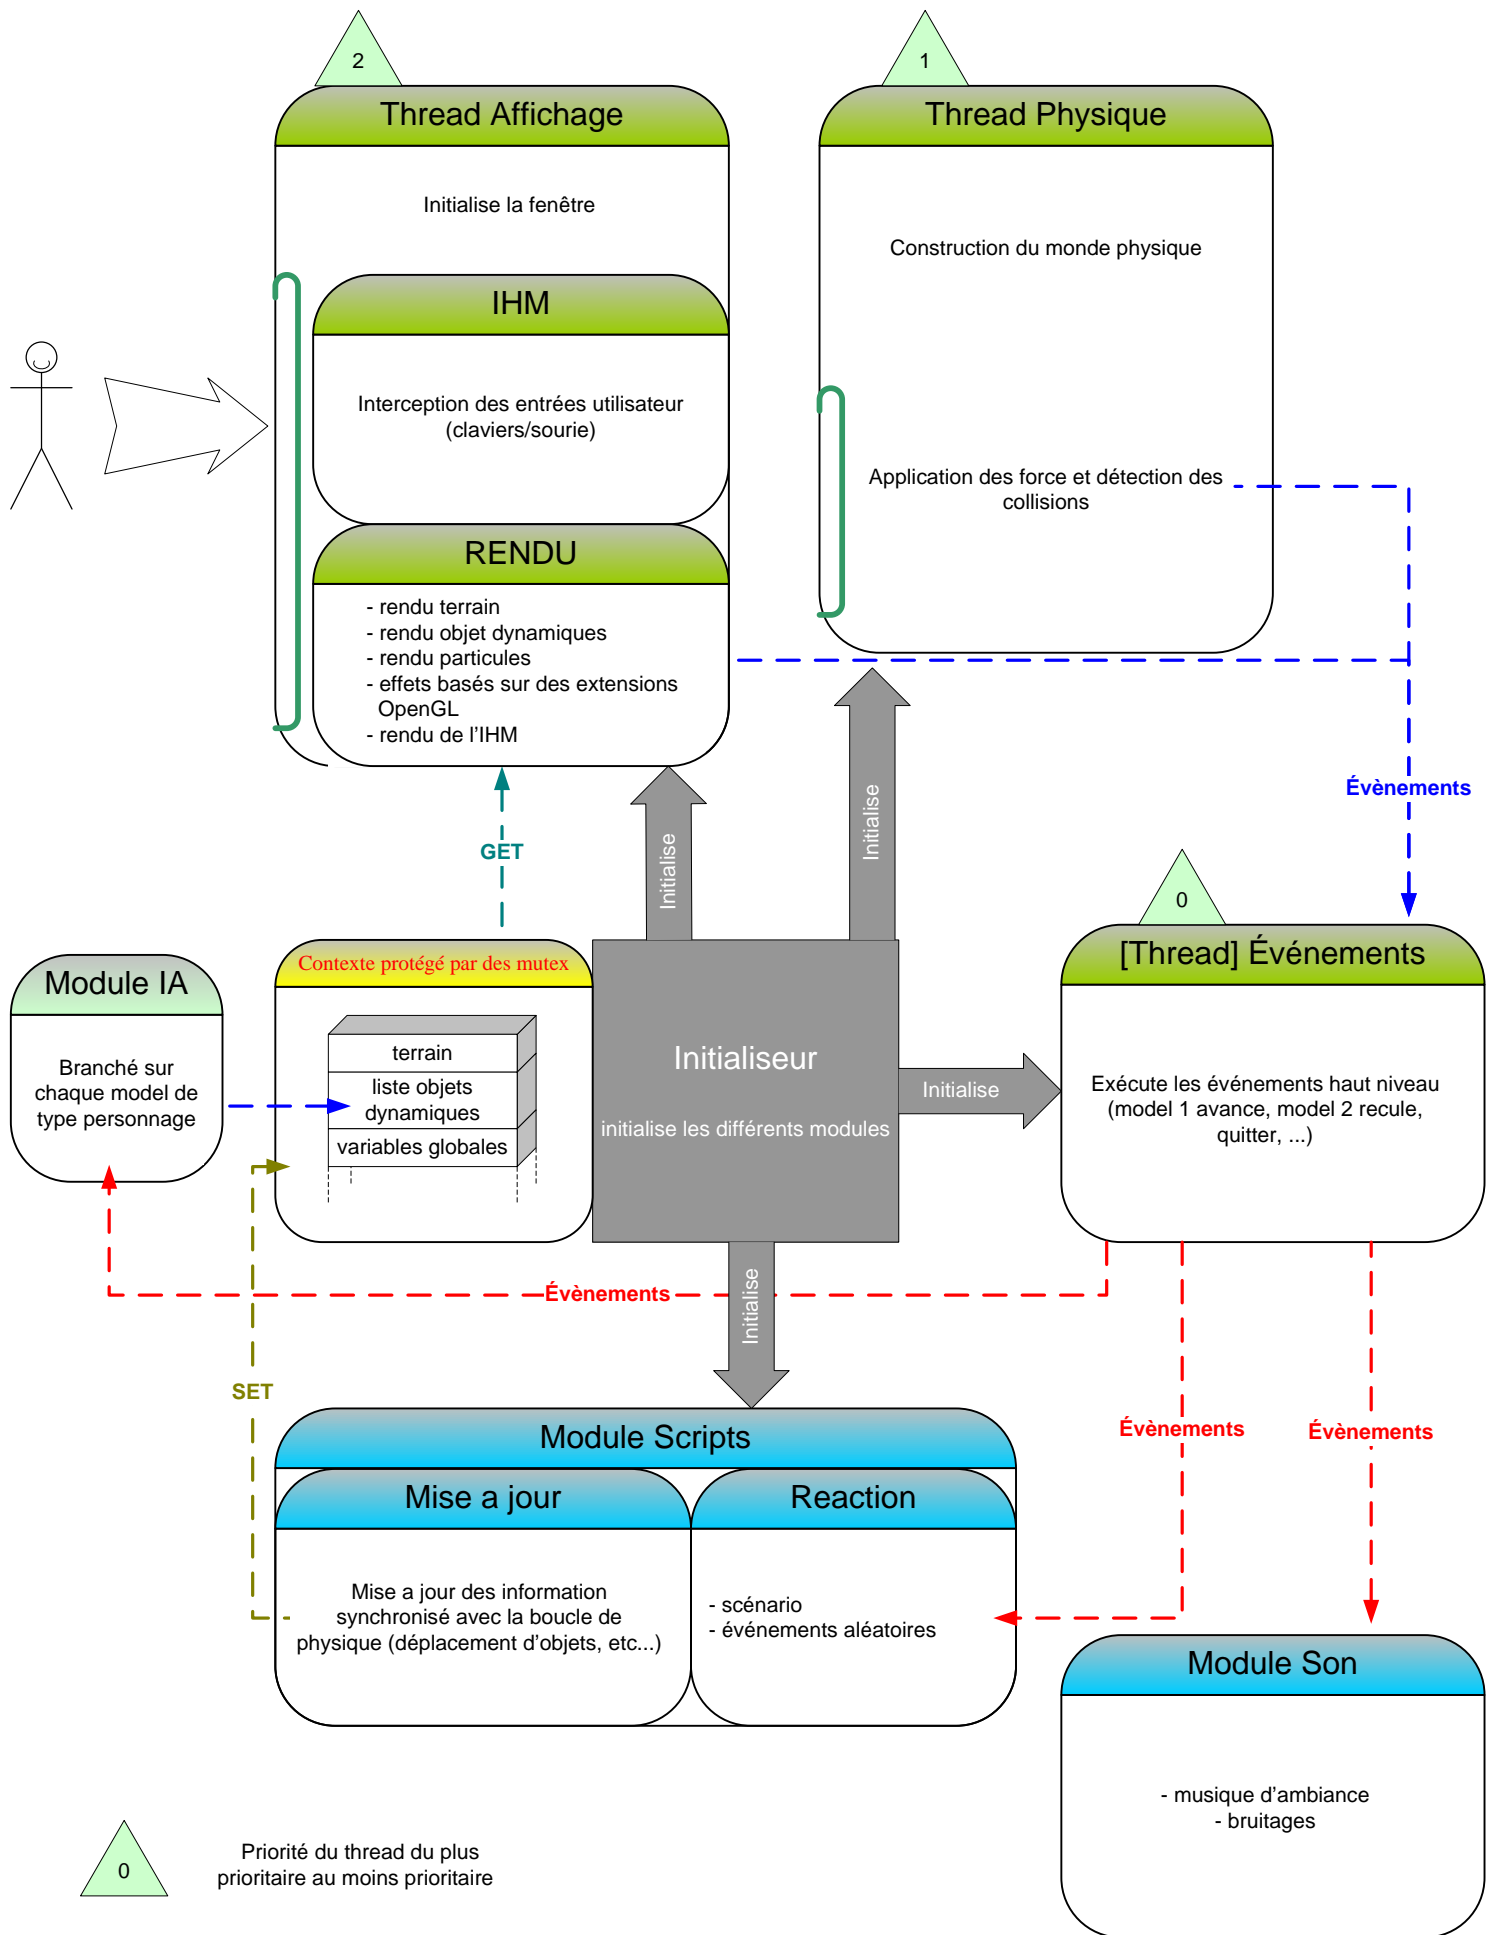 2
1
Thread Affichage
Thread Physique
Initialise la fenêtre
Construction du monde physique
IHM
Interception des entrées utilisateur
(claviers/sourie)
Application des force et détection des
collisions
RENDU
- rendu terrain
- rendu objet dynamiques
- rendu particules
- effets basés sur des extensions
OpenGL
- rendu de l'IHM
Évènements
Initialise
Initialise
GET
0
[Thread] Événements
Contexte protégé par des mutex
Module IA
Branché sur
chaque model de
type personnage
terrain
liste objets
dynamiques
variables globales
Initialiseur
initialise les différents modules
Initialise
Exécute les événements haut niveau
(model 1 avance, model 2 recule,
quitter, ...)
Évènements
Initialise
SET
Évènements
Évènements
Module Scripts
Mise a jour
Reaction
Mise a jour des information
synchronisé avec la boucle de
physique (déplacement d'objets, etc...)
- scénario
- événements aléatoires
Module Son
- musique d'ambiance
- bruitages
0
Priorité du thread du plus
prioritaire au moins prioritaire